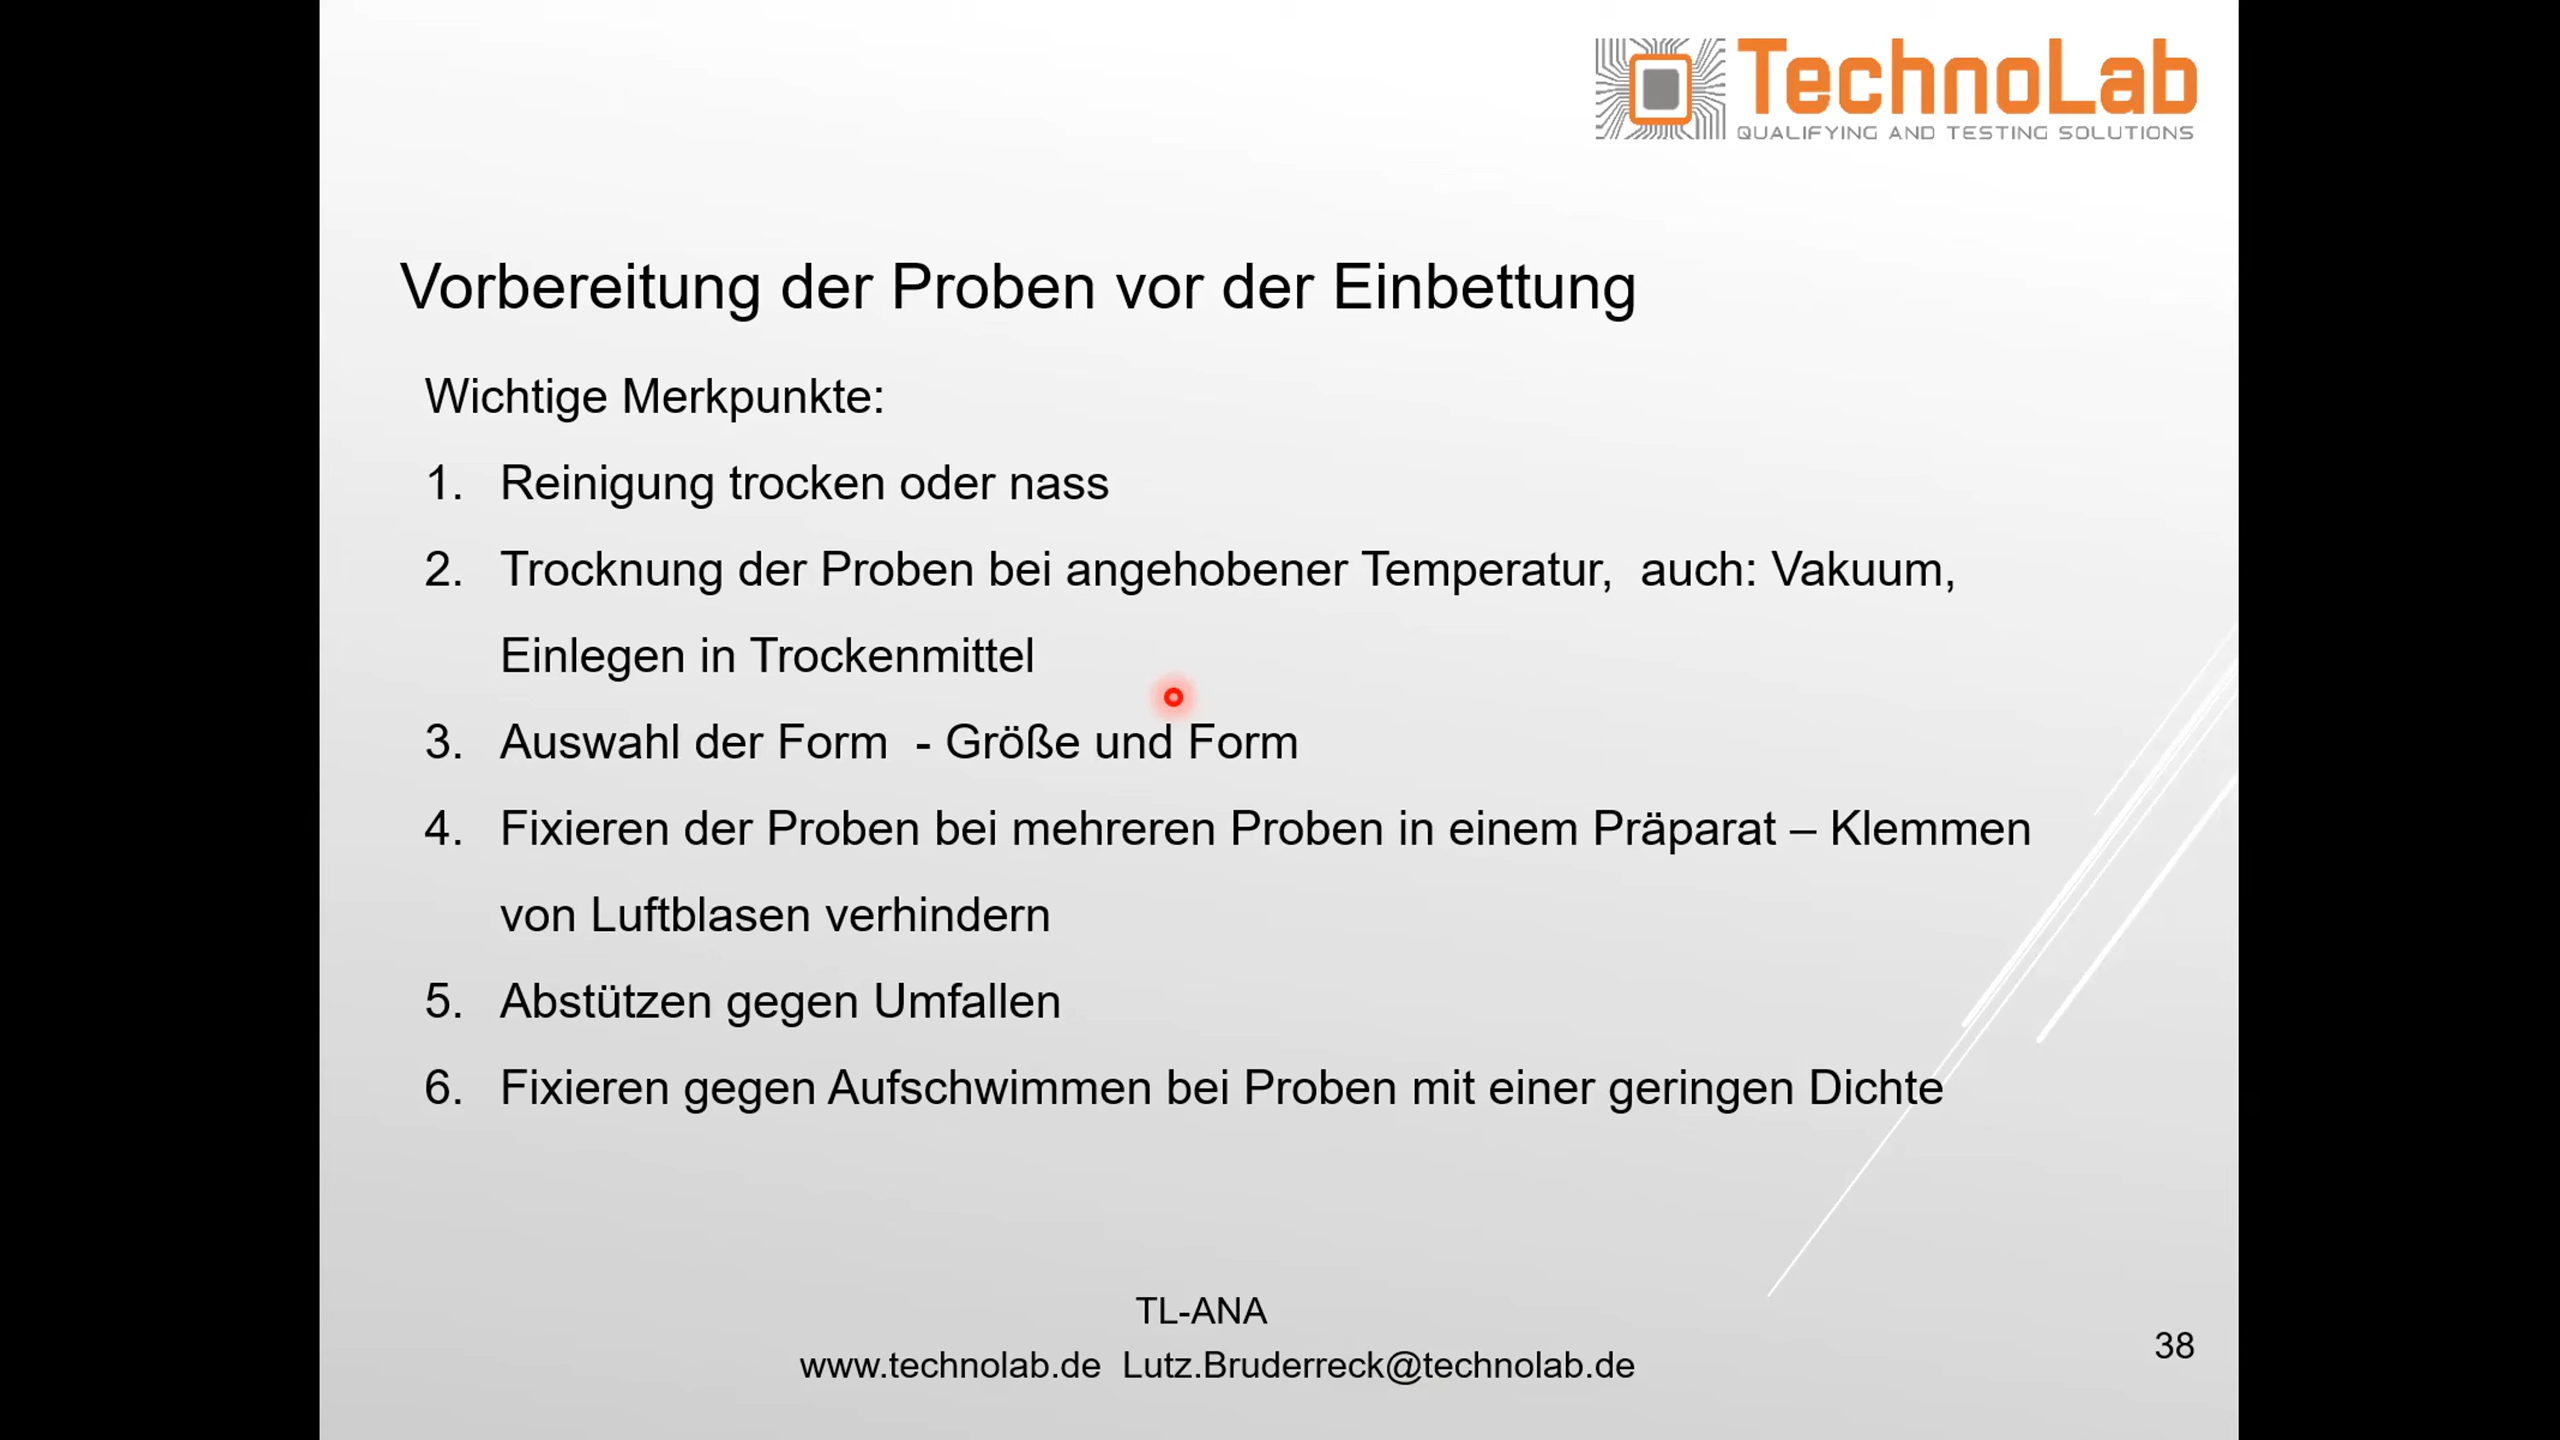 TechnoLab
QUALIFYING AND TESTING SOLUTIONS
Vorbereitung der Proben vor der Einbettung
Wichtige Merkpunkte:
1. Reinigung trocken oder nass
2. Trocknung der Proben bei angehobener Temperatur, auch: Vakuum,
Einlegen in Trockenmittel
3. Auswahl der Form - Größe und Form
4. Fixieren der Proben bei mehreren Proben in einem Präparat – Klemmen
von Luftblasen verhindern
5. Abstützen gegen Umfallen
6. Fixieren gegen Aufschwimmen bei Proben mit einer geringen Dichte
TL-ANA
www.technolab.de Lutz.Bruderreck@technolab.de
38